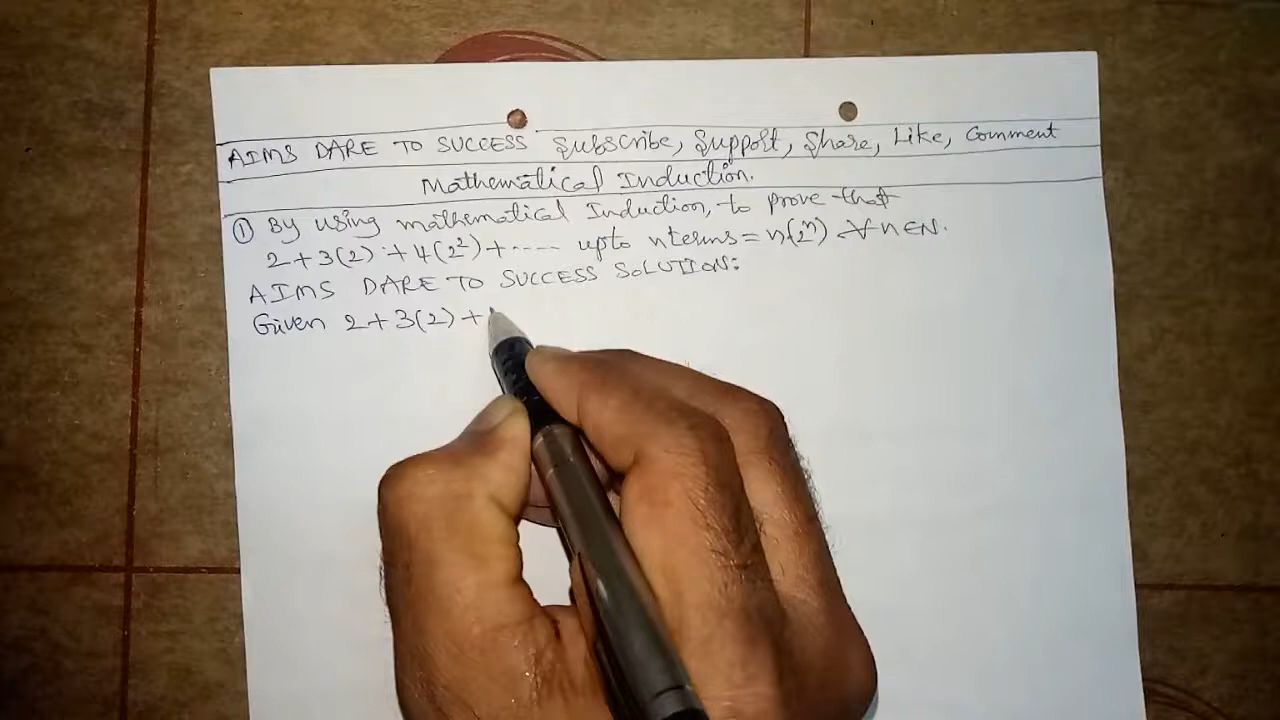 AIMS DARE TO SUCCESS Subscribe, Support, Share, Like, Comment
Mathematical Induction.
① By using mathematical Induction, to prove that
2+3(2)+4(2²)+..... upto n terms = n(2ⁿ) ∀ n∈N.
AIMS DARE TO SUCCESS SOLUTION:
Given 2+3(2)+